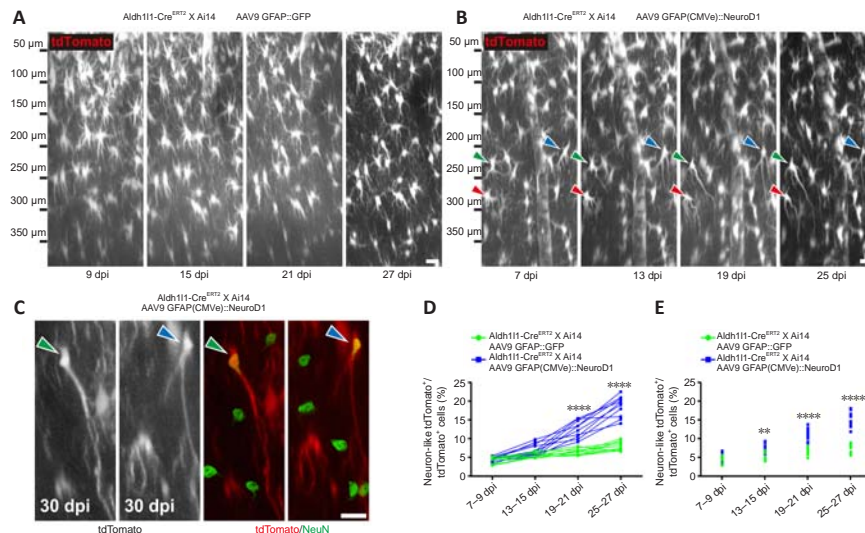 A
Aldh1l1-CreERT2 X Ai14 AAV9 GFAP::GFP
tdTomato
50 µm
100 µm
150 µm
200 µm
250 µm
300 µm
350 µm
9 dpi 15 dpi 21 dpi 27 dpi
B
Aldh1l1-CreERT2 X Ai14 AAV9 GFAP(CMVe)::NeuroD1
tdTomato
50 µm
100 µm
150 µm
200 µm
250 µm
300 µm
350 µm
7 dpi 13 dpi 19 dpi 25 dpi
C
Aldh1l1-CreERT2 X Ai14
AAV9 GFAP(CMVe)::NeuroD1
30 dpi 30 dpi
tdTomato tdTomato/NeuN
D
Aldh1l1-CreERT2 X Ai14
AAV9 GFAP::GFP
Aldh1l1-CreERT2 X Ai14
AAV9 GFAP(CMVe)::NeuroD1
Neuron-like tdTomato+/
tdTomato+ cells (%)
25
20
15
10
5
0
**** ****
7–9 dpi
13–15 dpi
19–21 dpi
25–27 dpi
E
Aldh1l1-CreERT2 X Ai14
AAV9 GFAP::GFP
Aldh1l1-CreERT2 X Ai14
AAV9 GFAP(CMVe)::NeuroD1
Neuron-like tdTomato+/
tdTomato+ cells (%)
25
20
15
10
5
0
** **** ****
7–9 dpi
13–15 dpi
19–21 dpi
25–27 dpi